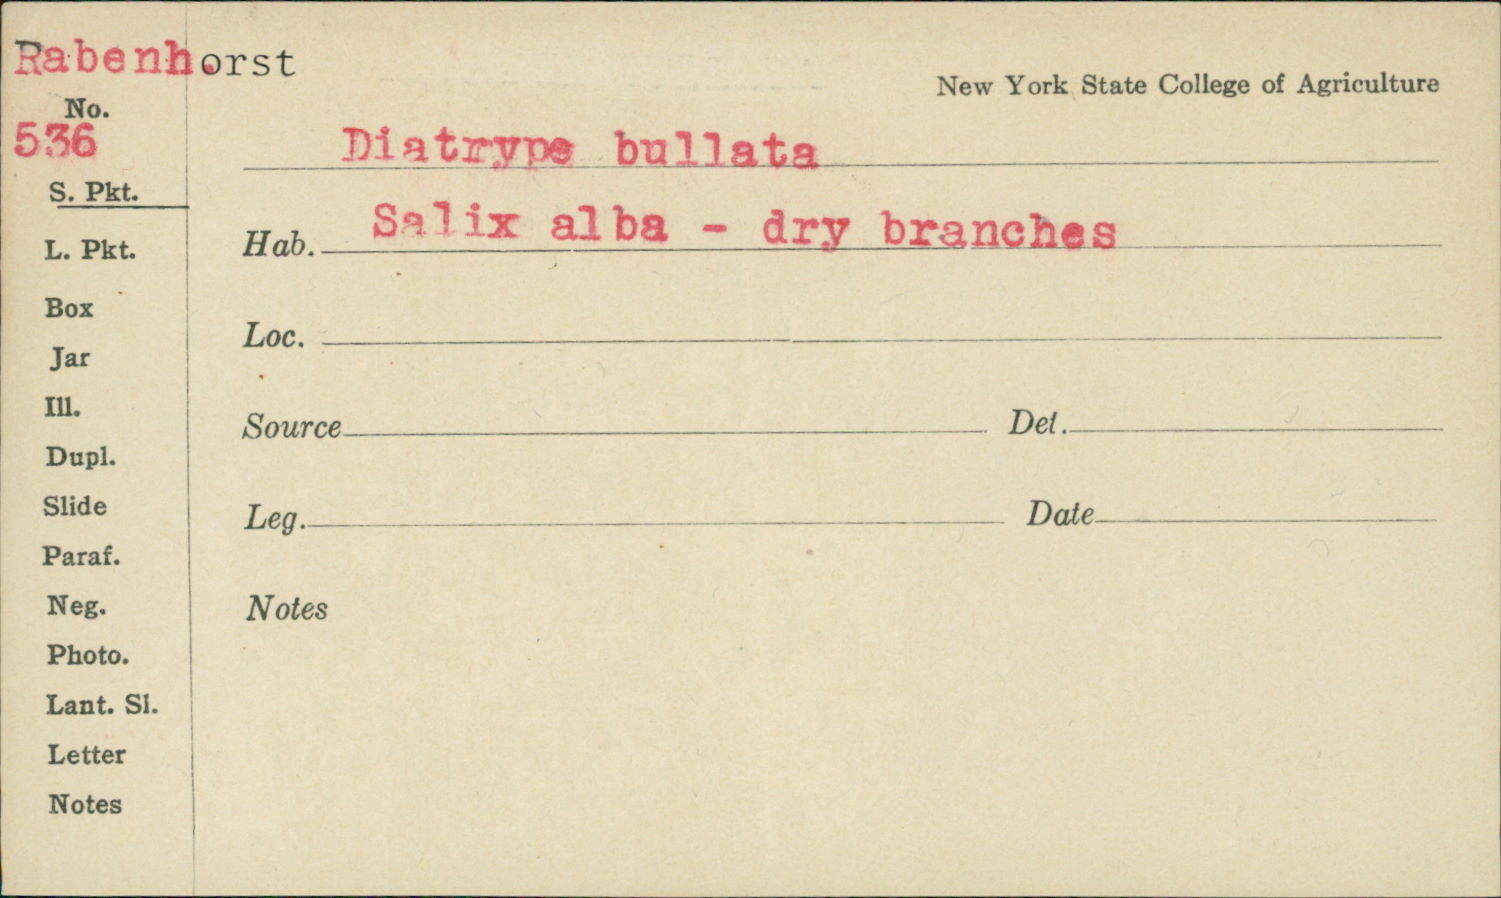 Rabenhorst
New York State College of Agriculture
No.
536
Diatrype bullata
S. Pkt.
Hab. Salix alba - dry branches
L. Pkt.
Box
Loc.
Jar
Ill.
Source Det.
Dupl.
Slide
Leg. Date
Paraf.
Neg.
Notes
Photo.
Lant. Sl.
Letter
Notes